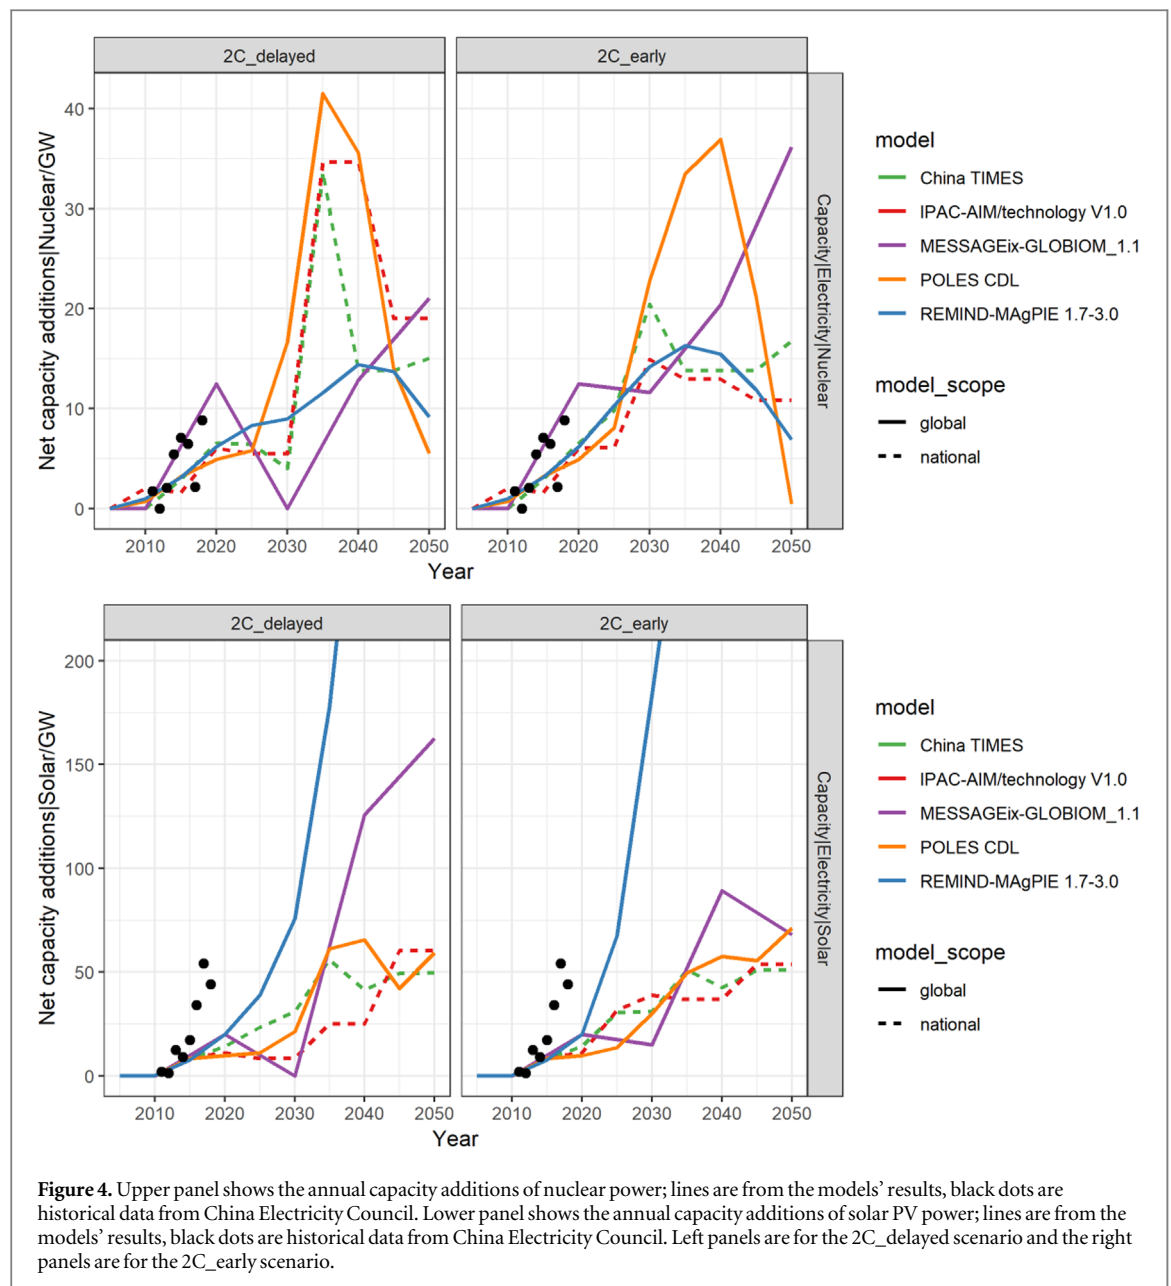 2C_delayed
2C_early
Net capacity additions|Nuclear/GW
40
30
20
10
0
2010 2020 2030 2040 2050
2010 2020 2030 2040 2050
Year
Capacity|Electricity|Nuclear
model
China TIMES
IPAC-AIM/technology V1.0
MESSAGEix-GLOBIOM_1.1
POLES CDL
REMIND-MAgPIE 1.7-3.0
model_scope
global
national
2C_delayed
2C_early
Net capacity additions|Solar/GW
200
150
100
50
0
2010 2020 2030 2040 2050
2010 2020 2030 2040 2050
Year
Capacity|Electricity|Solar
model
China TIMES
IPAC-AIM/technology V1.0
MESSAGEix-GLOBIOM_1.1
POLES CDL
REMIND-MAgPIE 1.7-3.0
model_scope
global
national
Figure 4. Upper panel shows the annual capacity additions of nuclear power; lines are from the models' results, black dots are
historical data from China Electricity Council. Lower panel shows the annual capacity additions of solar PV power; lines are from the
models' results, black dots are historical data from China Electricity Council. Left panels are for the 2C_delayed scenario and the right
panels are for the 2C_early scenario.